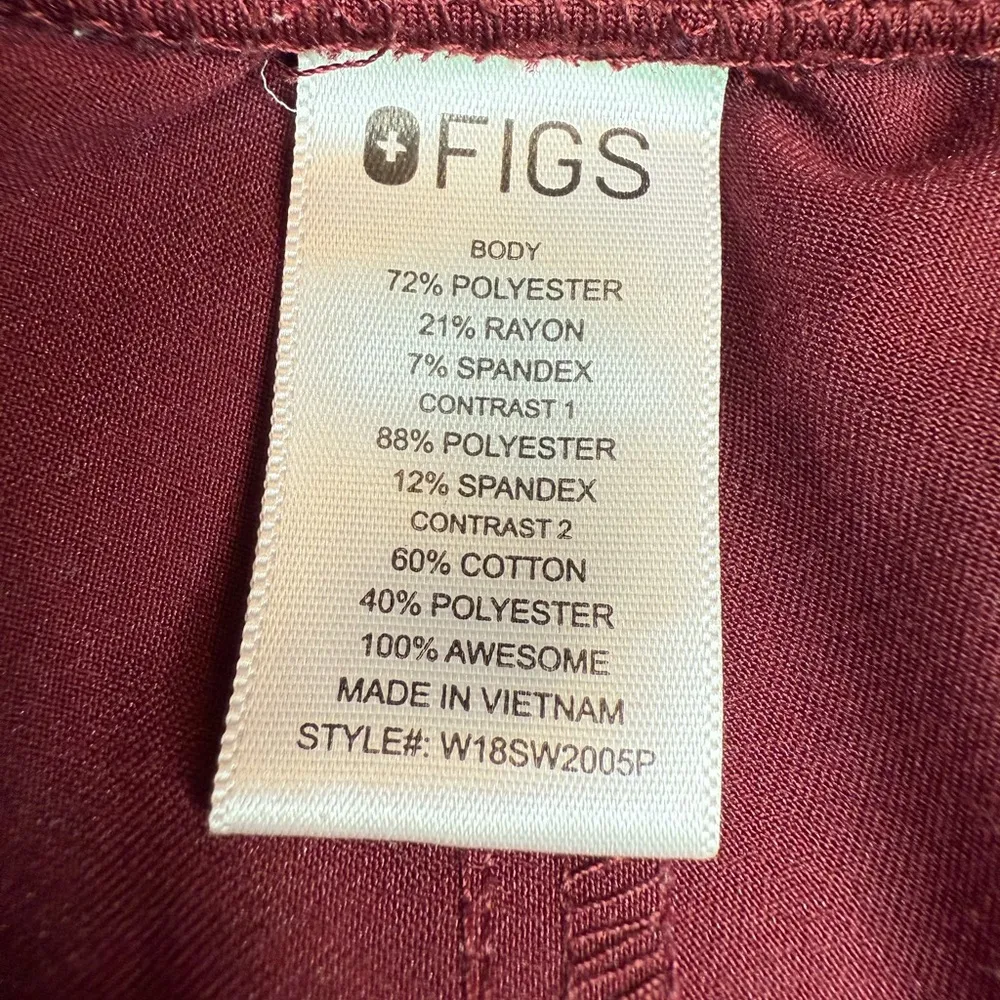 FIGS
BODY
72% POLYESTER
21% RAYON
7% SPANDEX
CONTRAST 1
88% POLYESTER
12% SPANDEX
CONTRAST 2
60% COTTON
40% POLYESTER
100% AWESOME
MADE IN VIETNAM
STYLE#: W18SW2005P